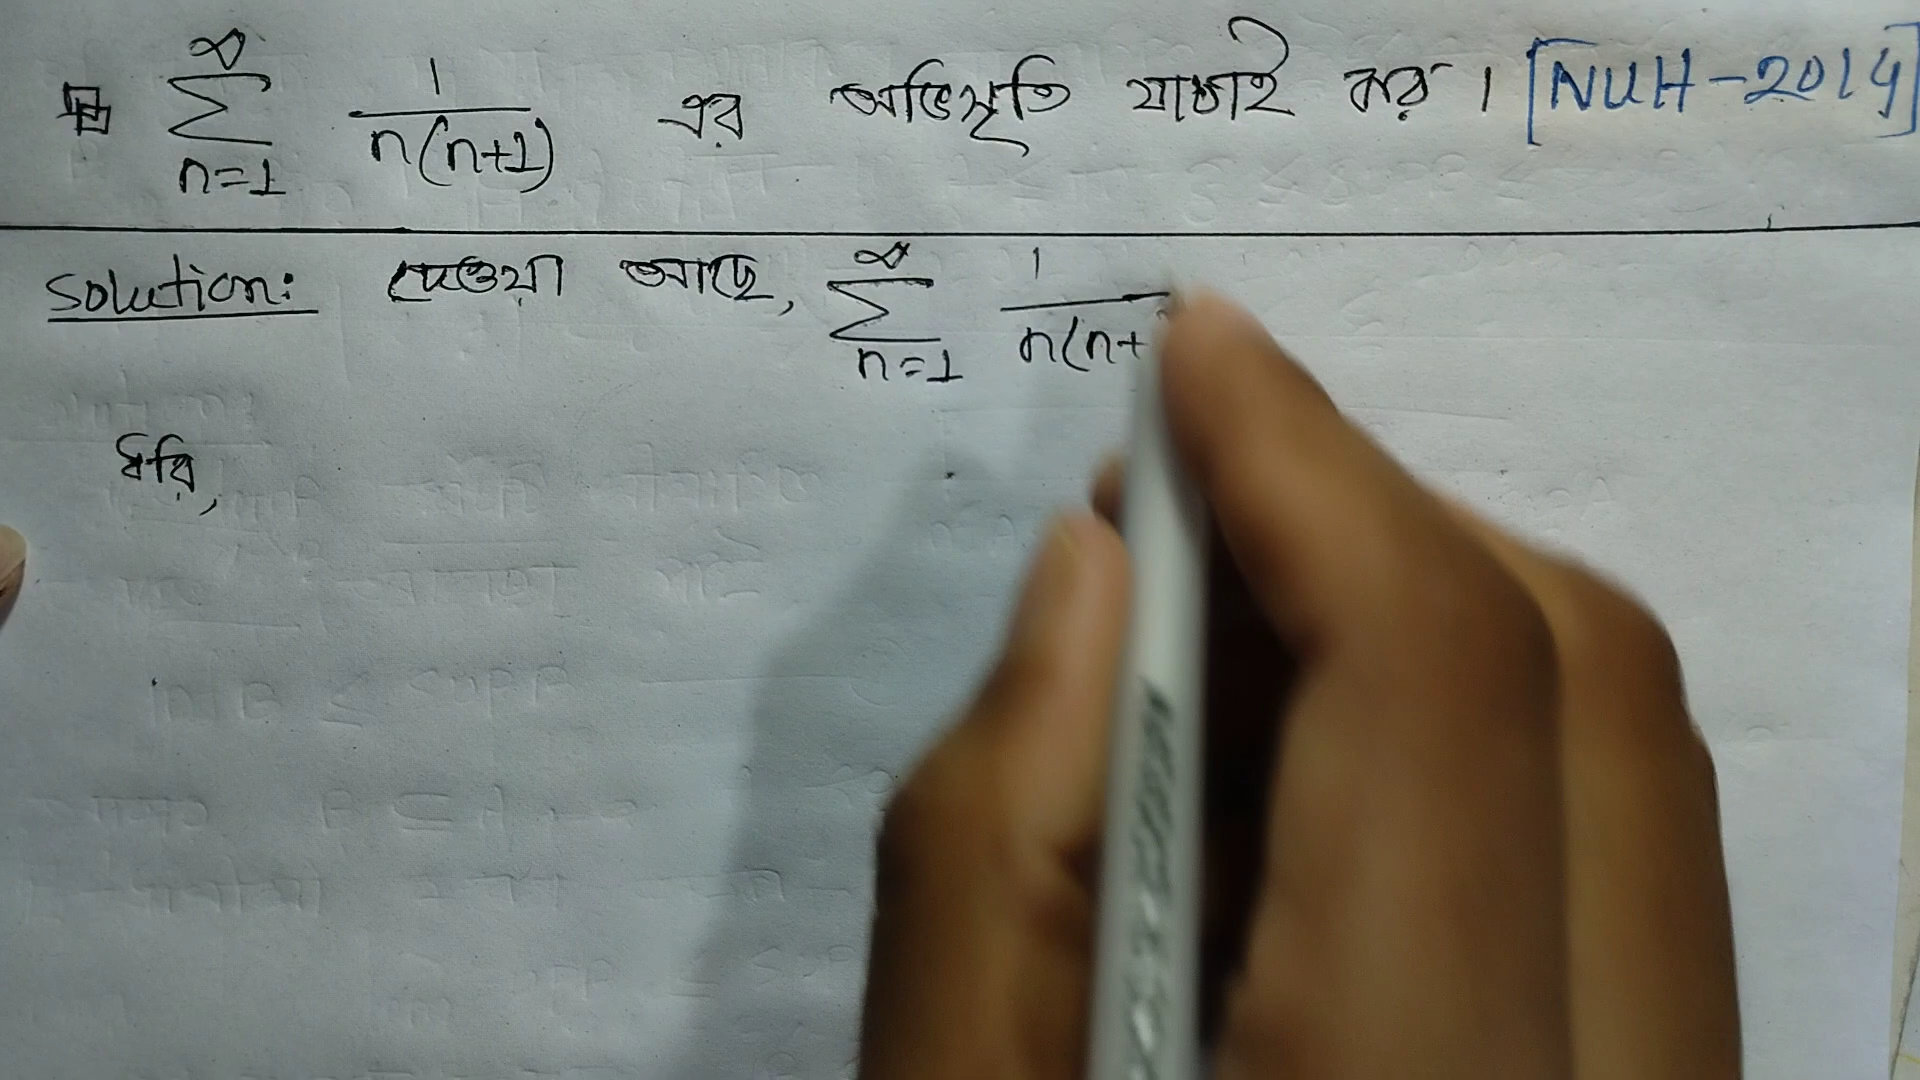 ∞ ∑ n=1 1/n(n+1) এর অভিসৃতি যাচাই কর। [NUH-2014]
Solution: দেওয়া আছে, ∞ ∑ n=1 1/n(n+
ধরি,